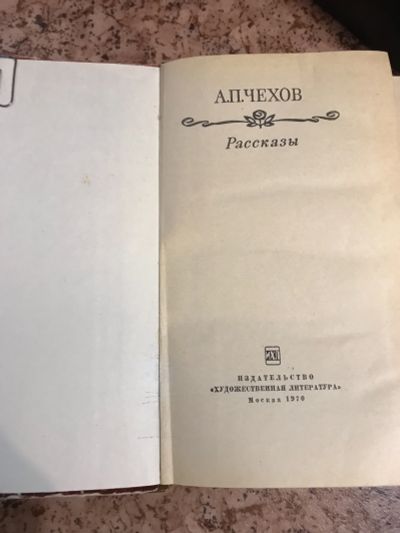 А.П.ЧЕХОВ
Рассказы
ИЗДАТЕЛЬСТВО
«ХУДОЖЕСТВЕННАЯ ЛИТЕРАТУРА»
Москва 1970